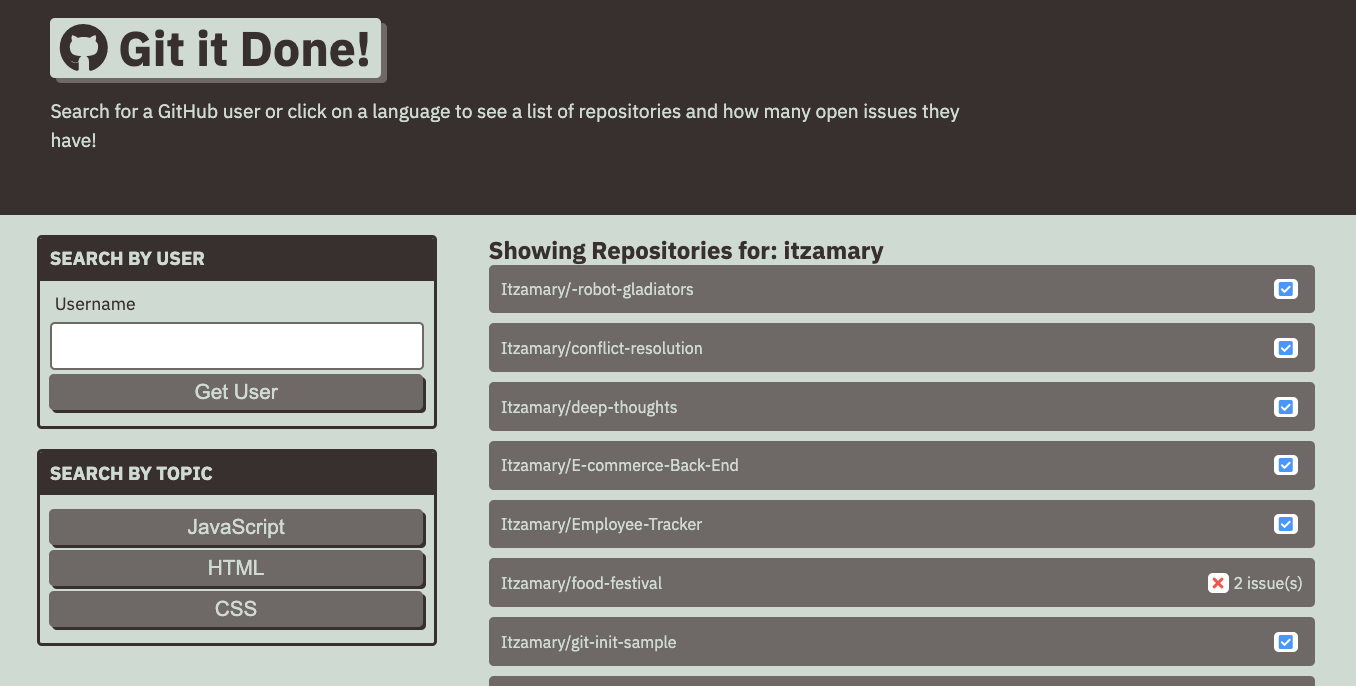 Git it Done!
Search for a GitHub user or click on a language to see a list of repositories and how many open issues they
have!
SEARCH BY USER
Username
Get User
SEARCH BY TOPIC
JavaScript
HTML
CSS
Showing Repositories for: itzamary
Itzamary/-robot-gladiators
Itzamary/conflict-resolution
Itzamary/deep-thoughts
Itzamary/E-commerce-Back-End
Itzamary/Employee-Tracker
Itzamary/food-festival 2 issue(s)
Itzamary/git-init-sample